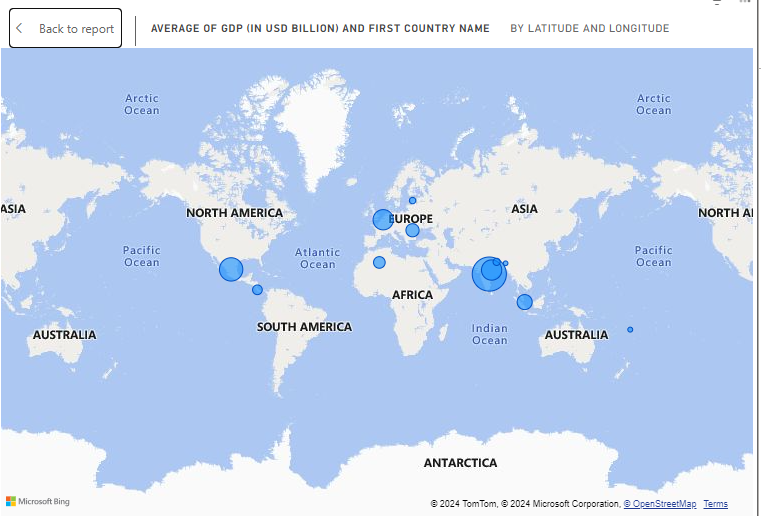 Back to report
AVERAGE OF GDP (IN USD BILLION) AND FIRST COUNTRY NAME
BY LATITUDE AND LONGITUDE
Arctic
Ocean
Arctic
Ocean
ASIA
NORTH AMERICA
EUROPE
ASIA
NORTH A
Pacific
Ocean
Atlantic
Ocean
Pacific
Ocean
AFRICA
SOUTH AMERICA
AUSTRALIA
Indian
Ocean
AUSTRALIA
ANTARCTICA
Microsoft Bing
© 2024 TomTom, © 2024 Microsoft Corporation, © OpenStreetMap Terms